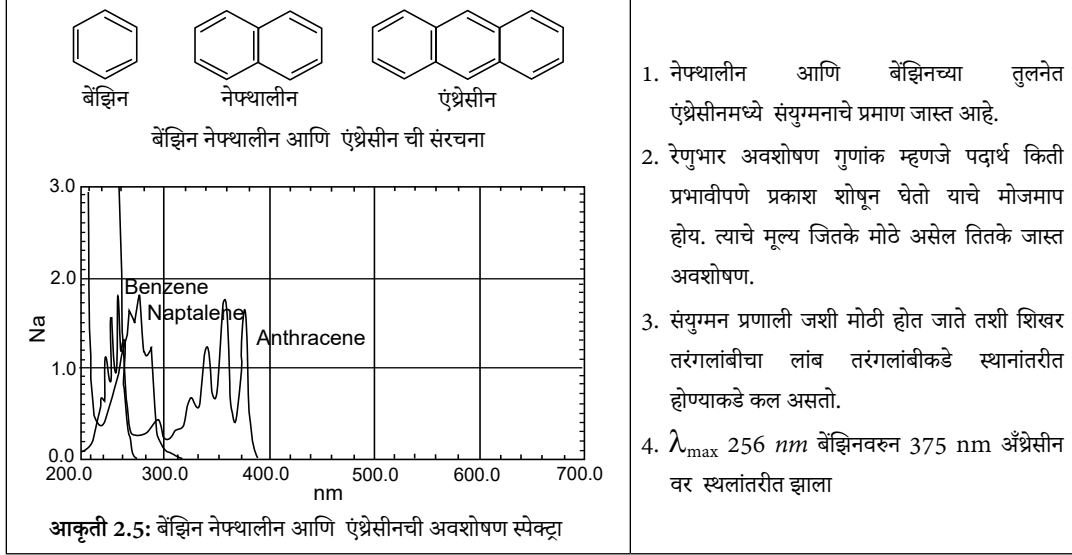 बेंझिन
नेफ्थालीन
एंथ्रेसीन
बेंझिन नेफ्थालीन आणि एंथ्रेसीन ची संरचना
3.0
2.0
1.0
0.0
Na
Benzene
Naptalene
Anthracene
200.0 300.0 400.0 500.0 600.0 700.0
nm
आकृती 2.5: बेंझिन नेफ्थालीन आणि एंथ्रेसीनची अवशोषण स्पेक्ट्रा
1. नेफ्थालीन आणि बेंझिनच्या तुलनेत
एंथ्रेसीनमध्ये संयुग्मनाचे प्रमाण जास्त आहे.
2. रेणुभार अवशोषण गुणांक म्हणजे पदार्थ किती
प्रभावीपणे प्रकाश शोषून घेतो याचे मोजमाप
होय. त्याचे मूल्य जितके मोठे असेल तितके जास्त
अवशोषण.
3. संयुग्मन प्रणाली जशी मोठी होत जाते तशी शिखर
तरंगलांबीचा लांब तरंगलांबीकडे स्थानांतरीत
होण्याकडे कल असतो.
4. λmax 256 nm बेंझिनवरुन 375 nm अँथ्रेसीन
वर स्थलांतरीत झाला